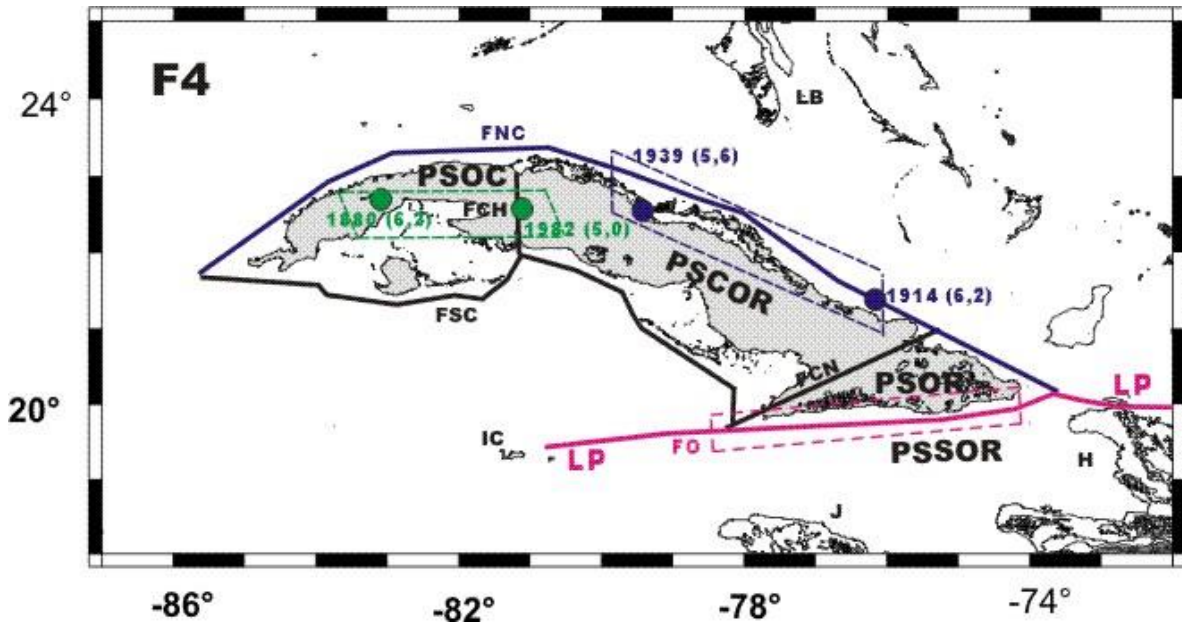 F4
24°
LB
FNC
1939 (5,6)
PSOC
FCH
1880 (6,2)
1982 (5,0)
PSCOR
1914 (6,2)
FSC
FCN
PSOR
LP
20°
IC
LP
FO
PSSOR
H
J
-86°
-82°
-78°
-74°